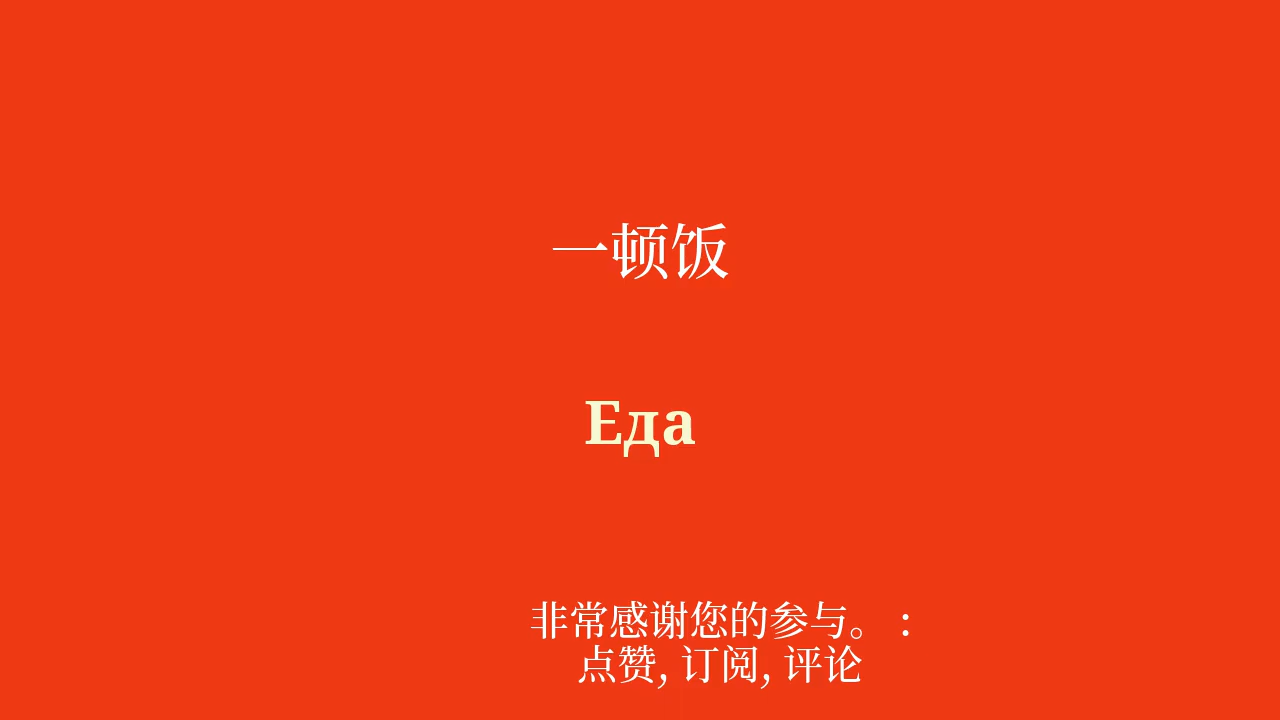 一顿饭
Еда
非常感谢您的参与。 :
点赞, 订阅, 评论